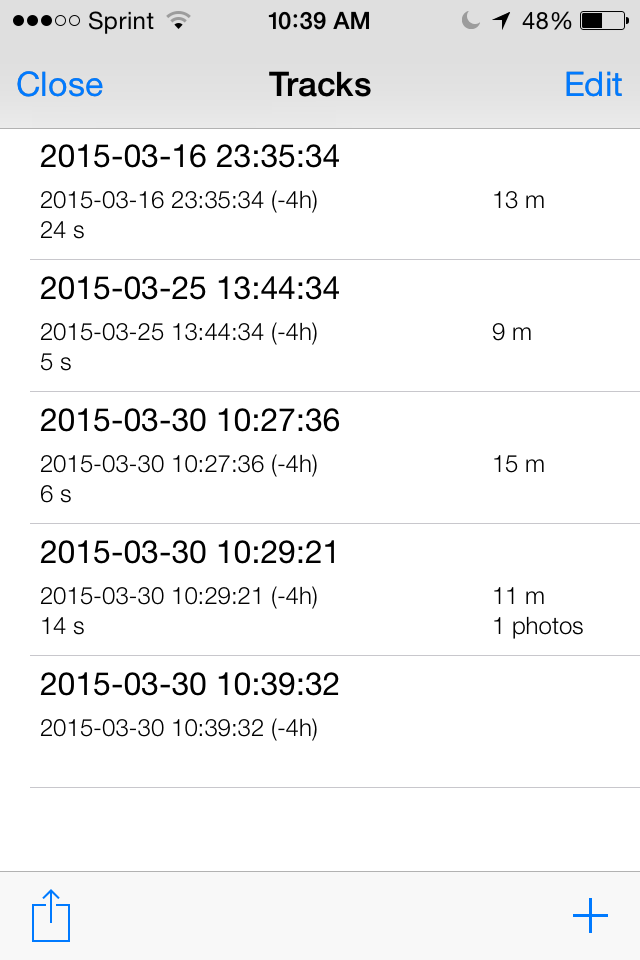 Sprint 10:39 AM 48%
Close Tracks Edit
2015-03-16 23:35:34
2015-03-16 23:35:34 (-4h) 13 m
24 s
2015-03-25 13:44:34
2015-03-25 13:44:34 (-4h) 9 m
5 s
2015-03-30 10:27:36
2015-03-30 10:27:36 (-4h) 15 m
6 s
2015-03-30 10:29:21
2015-03-30 10:29:21 (-4h) 11 m
14 s 1 photos
2015-03-30 10:39:32
2015-03-30 10:39:32 (-4h)